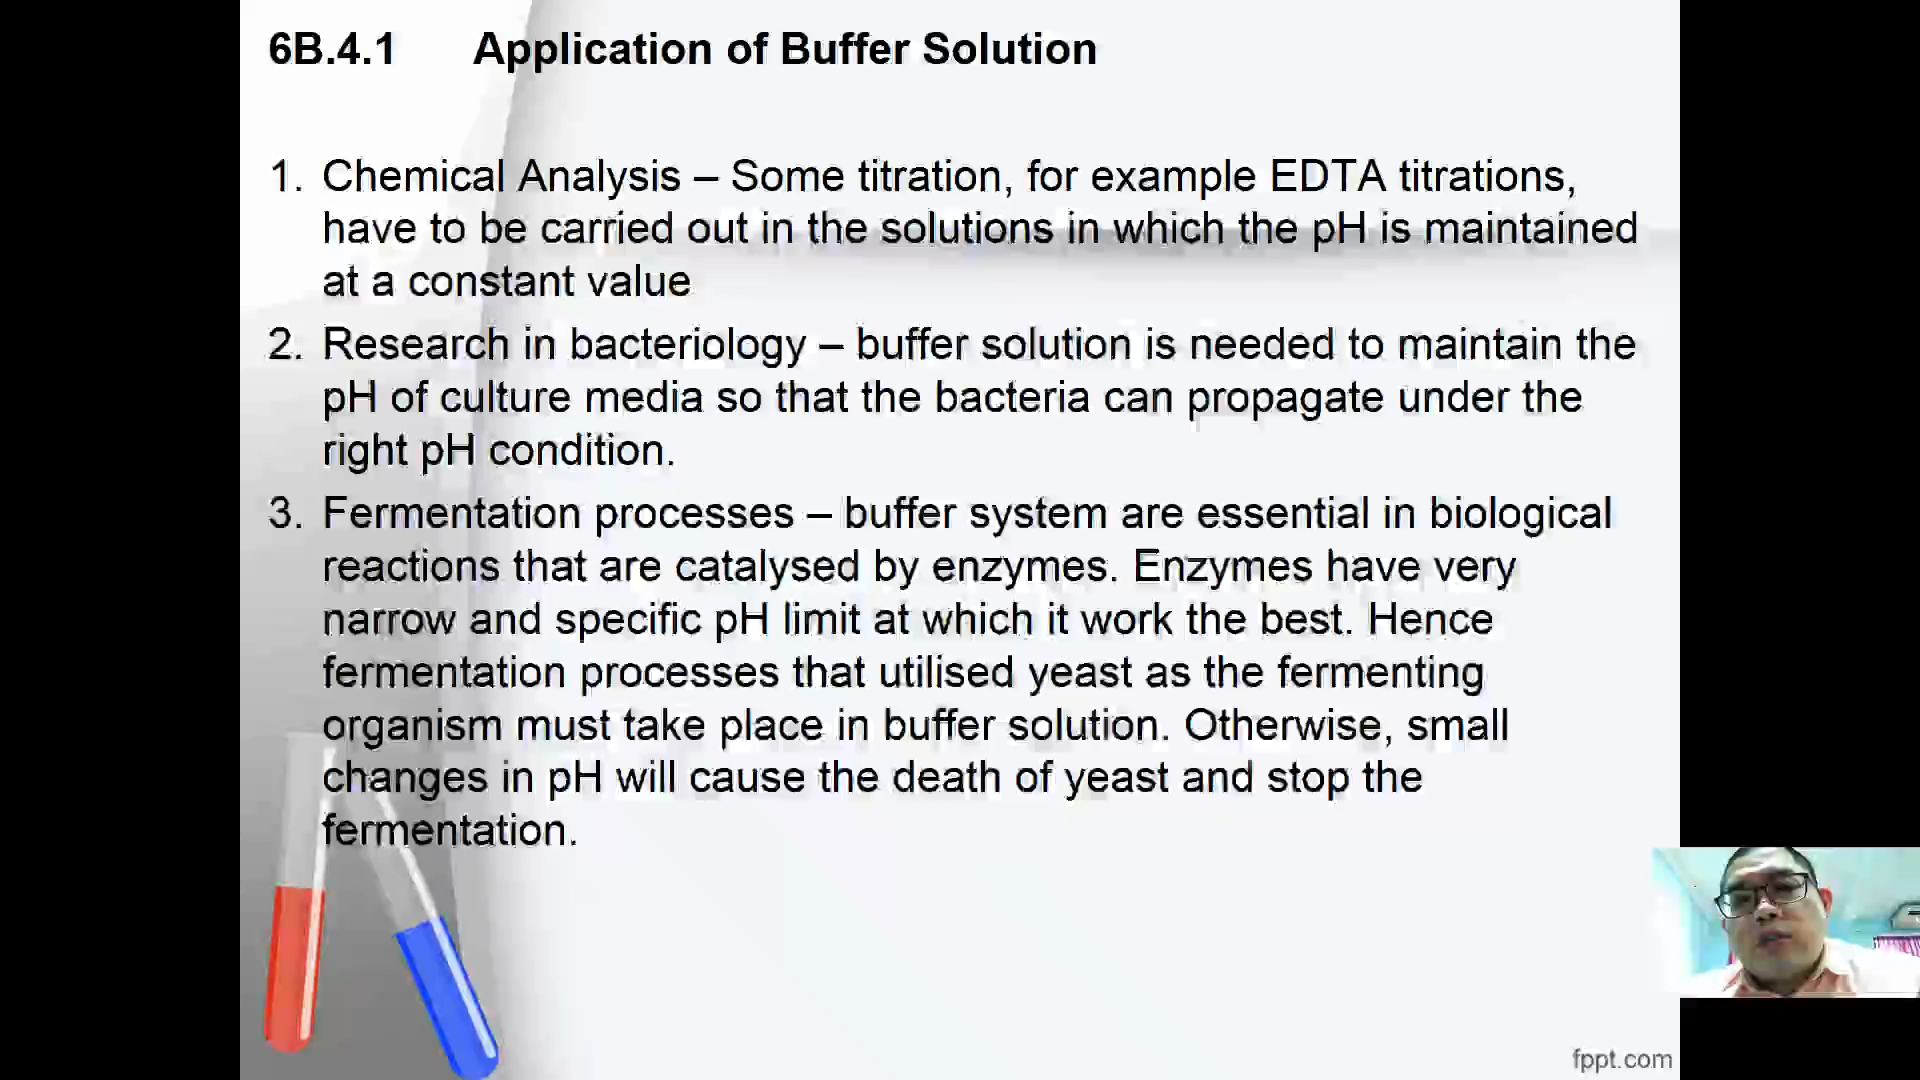 6B.4.1 Application of Buffer Solution
1. Chemical Analysis – Some titration, for example EDTA titrations,
have to be carried out in the solutions in which the pH is maintained
at a constant value
2. Research in bacteriology – buffer solution is needed to maintain the
pH of culture media so that the bacteria can propagate under the
right pH condition.
3. Fermentation processes – buffer system are essential in biological
reactions that are catalysed by enzymes. Enzymes have very
narrow and specific pH limit at which it work the best. Hence
fermentation processes that utilised yeast as the fermenting
organism must take place in buffer solution. Otherwise, small
changes in pH will cause the death of yeast and stop the
fermentation.
fppt.com